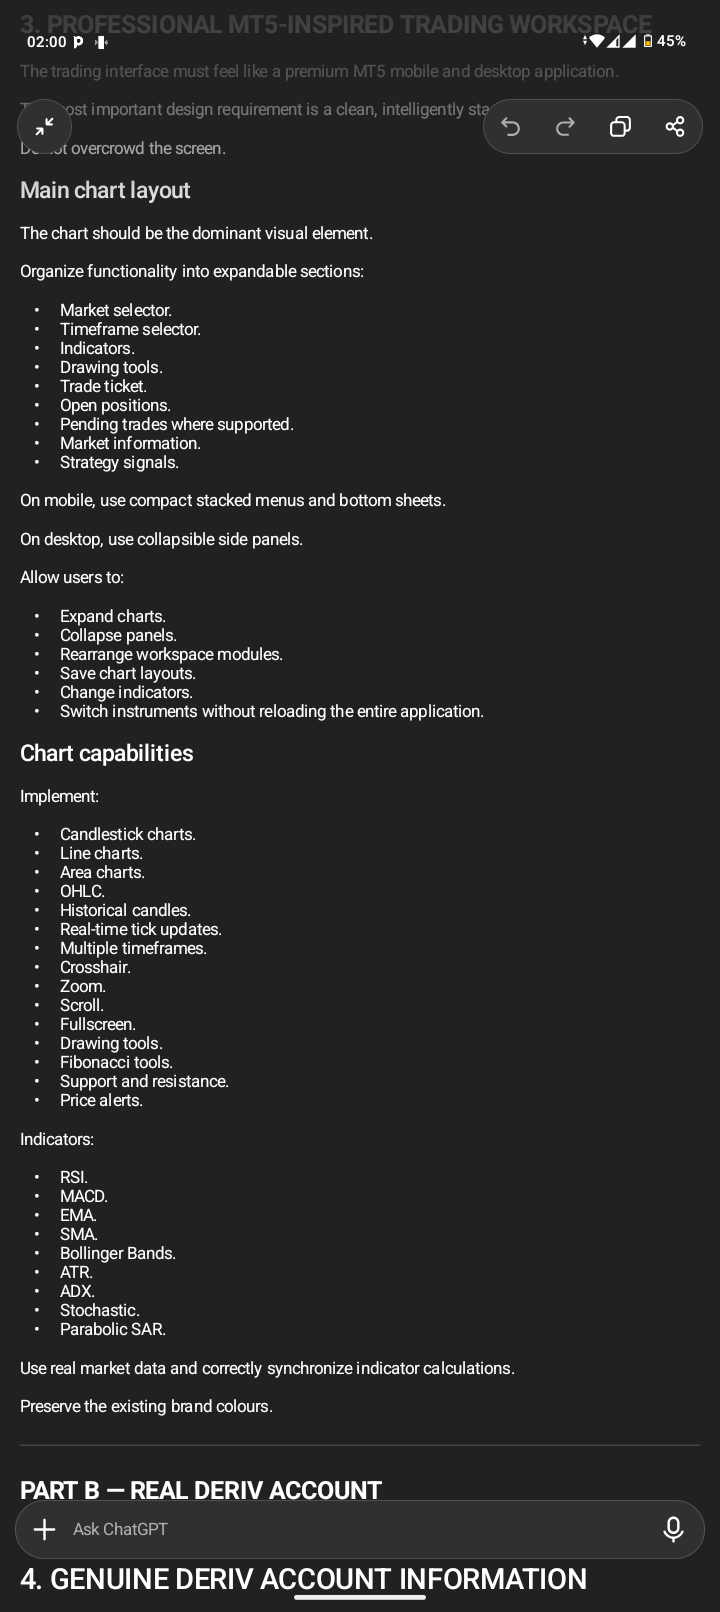 3. PROFESSIONAL MT5-INSPIRED TRADING WORKSPACE
02:00
45%
The trading interface must feel like a premium MT5 mobile and desktop application.
most important design requirement is a clean, intelligently
overcrowd the screen.
Main chart layout
The chart should be the dominant visual element.
Organize functionality into expandable sections:
• Market selector.
• Timeframe selector.
• Indicators.
• Drawing tools.
• Trade ticket.
• Open positions.
• Pending trades where supported.
• Market information.
• Strategy signals.
On mobile, use compact stacked menus and bottom sheets.
On desktop, use collapsible side panels.
Allow users to:
• Expand charts.
• Collapse panels.
• Rearrange workspace modules.
• Save chart layouts.
• Change indicators.
• Switch instruments without reloading the entire application.
Chart capabilities
Implement:
• Candlestick charts.
• Line charts.
• Area charts.
• OHLC.
• Historical candles.
• Real-time tick updates.
• Multiple timeframes.
• Crosshair.
• Zoom.
• Scroll.
• Fullscreen.
• Drawing tools.
• Fibonacci tools.
• Support and resistance.
• Price alerts.
Indicators:
• RSI.
• MACD.
• EMA.
• SMA.
• Bollinger Bands.
• ATR.
• ADX.
• Stochastic.
• Parabolic SAR.
Use real market data and correctly synchronize indicator calculations.
Preserve the existing brand colours.
PART B — REAL DERIV ACCOUNT
Ask ChatGPT
4. GENUINE DERIV ACCOUNT INFORMATION